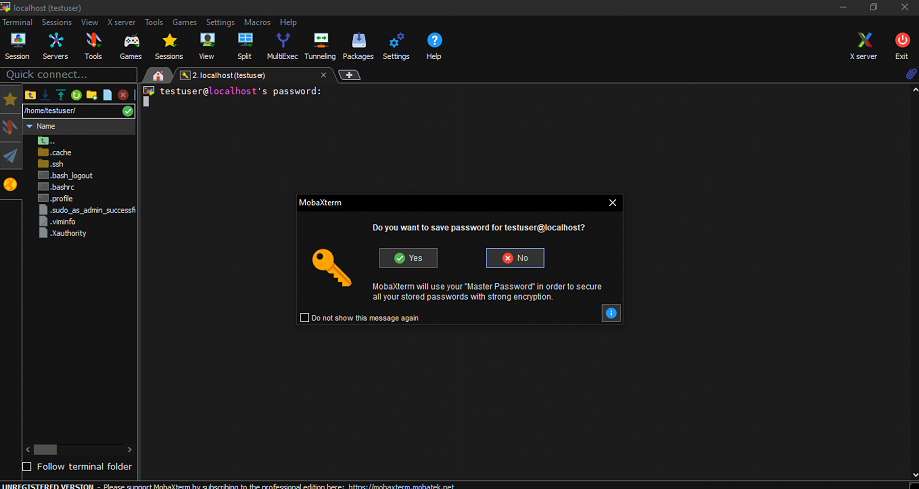 localhost (testuser)
Terminal Sessions View X server Tools Games Settings Macros Help
Session Servers Tools Games Sessions View Split MultiExec Tunneling Packages Settings Help X server Exit
Quick connect...
2. localhost (testuser)
/home/testuser/
Name
..
.cache
.ssh
.bash_logout
.bashrc
.profile
.sudo_as_admin_successf
.viminfo
.Xauthority
Follow terminal folder
testuser@localhost's password:
MobaXterm
Do you want to save password for testuser@localhost?
Yes
No
MobaXterm will use your "Master Password" in order to secure
all your stored passwords with strong encryption.
Do not show this message again
UNREGISTERED VERSION - Please support MobaXterm by subscribing to the professional edition here: https://mobaxterm.mobatek.net